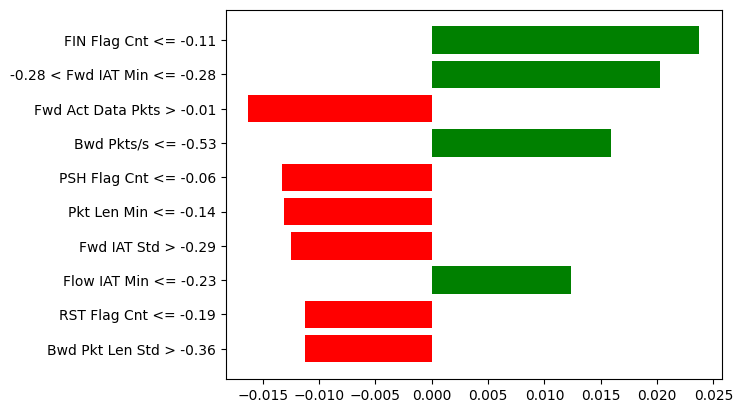 FIN Flag Cnt <= -0.11
-0.28 < Fwd IAT Min <= -0.28
Fwd Act Data Pkts > -0.01
Bwd Pkts/s <= -0.53
PSH Flag Cnt <= -0.06
Pkt Len Min <= -0.14
Fwd IAT Std > -0.29
Flow IAT Min <= -0.23
RST Flag Cnt <= -0.19
Bwd Pkt Len Std > -0.36
−0.015 −0.010 −0.005 0.000 0.005 0.010 0.015 0.020 0.025